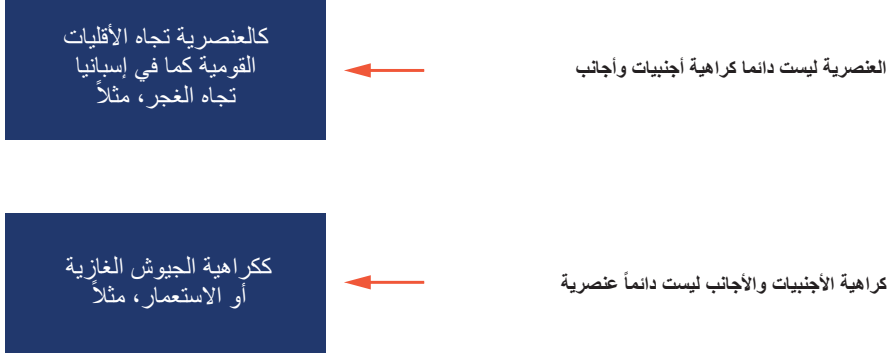 العنصرية ليست دائما كراهية أجنبيات وأجانب
كالعنصرية تجاه الأقليات
القومية كما في إسبانيا
تجاه الغجر، مثلاً
كراهية الأجنبيات والأجانب ليست دائماً عنصرية
ككراهية الجيوش الغازية
أو الاستعمار، مثلاً